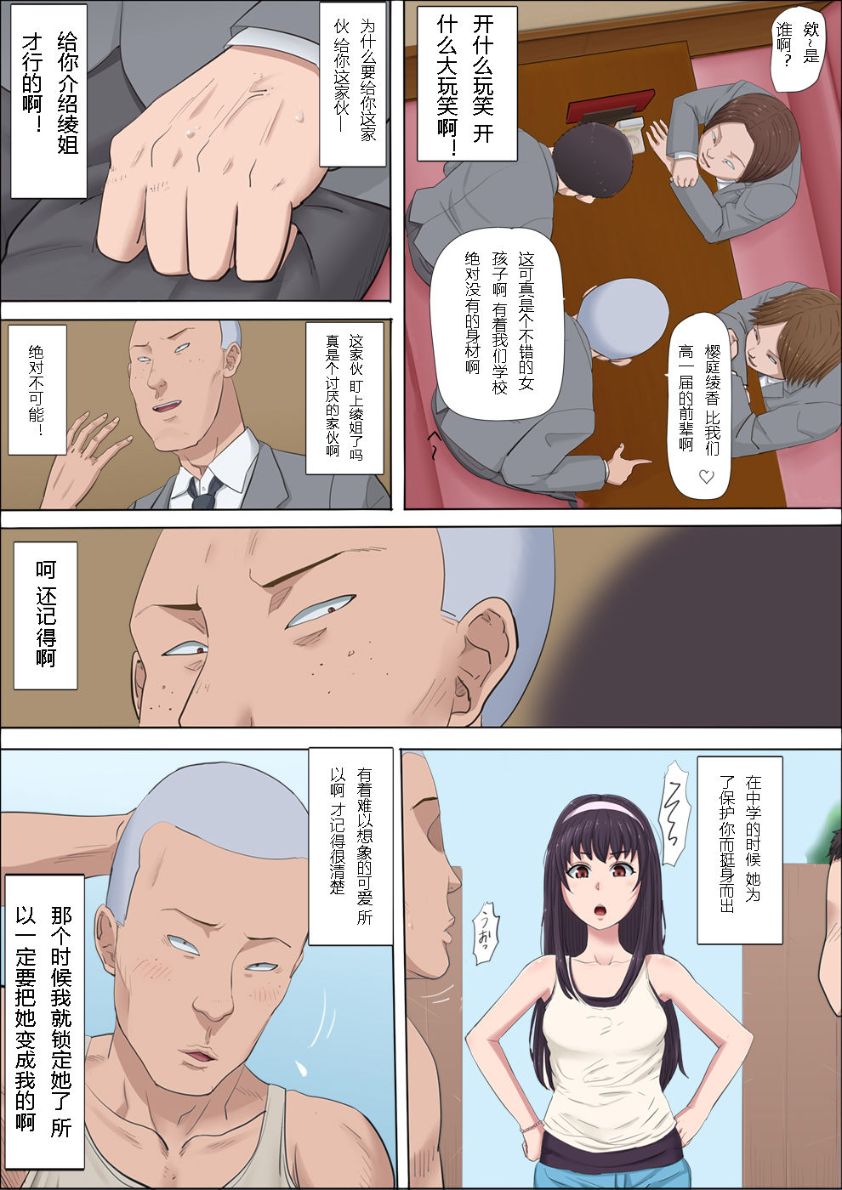 欸~是
谁啊？
开什么玩笑 开
什么大玩笑啊！
这可真是个不错的女
孩子啊 有着我们学校
绝对没有的身材啊
樱庭绫香 比我们
高一届的前辈
啊
♡
为什么要给你这家
伙 给你这家伙—
给你介绍绫姐
才行的啊！
这家伙 盯上绫姐了吗
真是个讨厌的家伙啊
绝对不可能！
呵 还记得啊
在中学的时候 她为
了保护你而挺身而出
うおっ
有着难以想象的可爱 所
以啊 才记得很清楚
那个时候我就锁定她了 所
以一定要把她变成我的啊